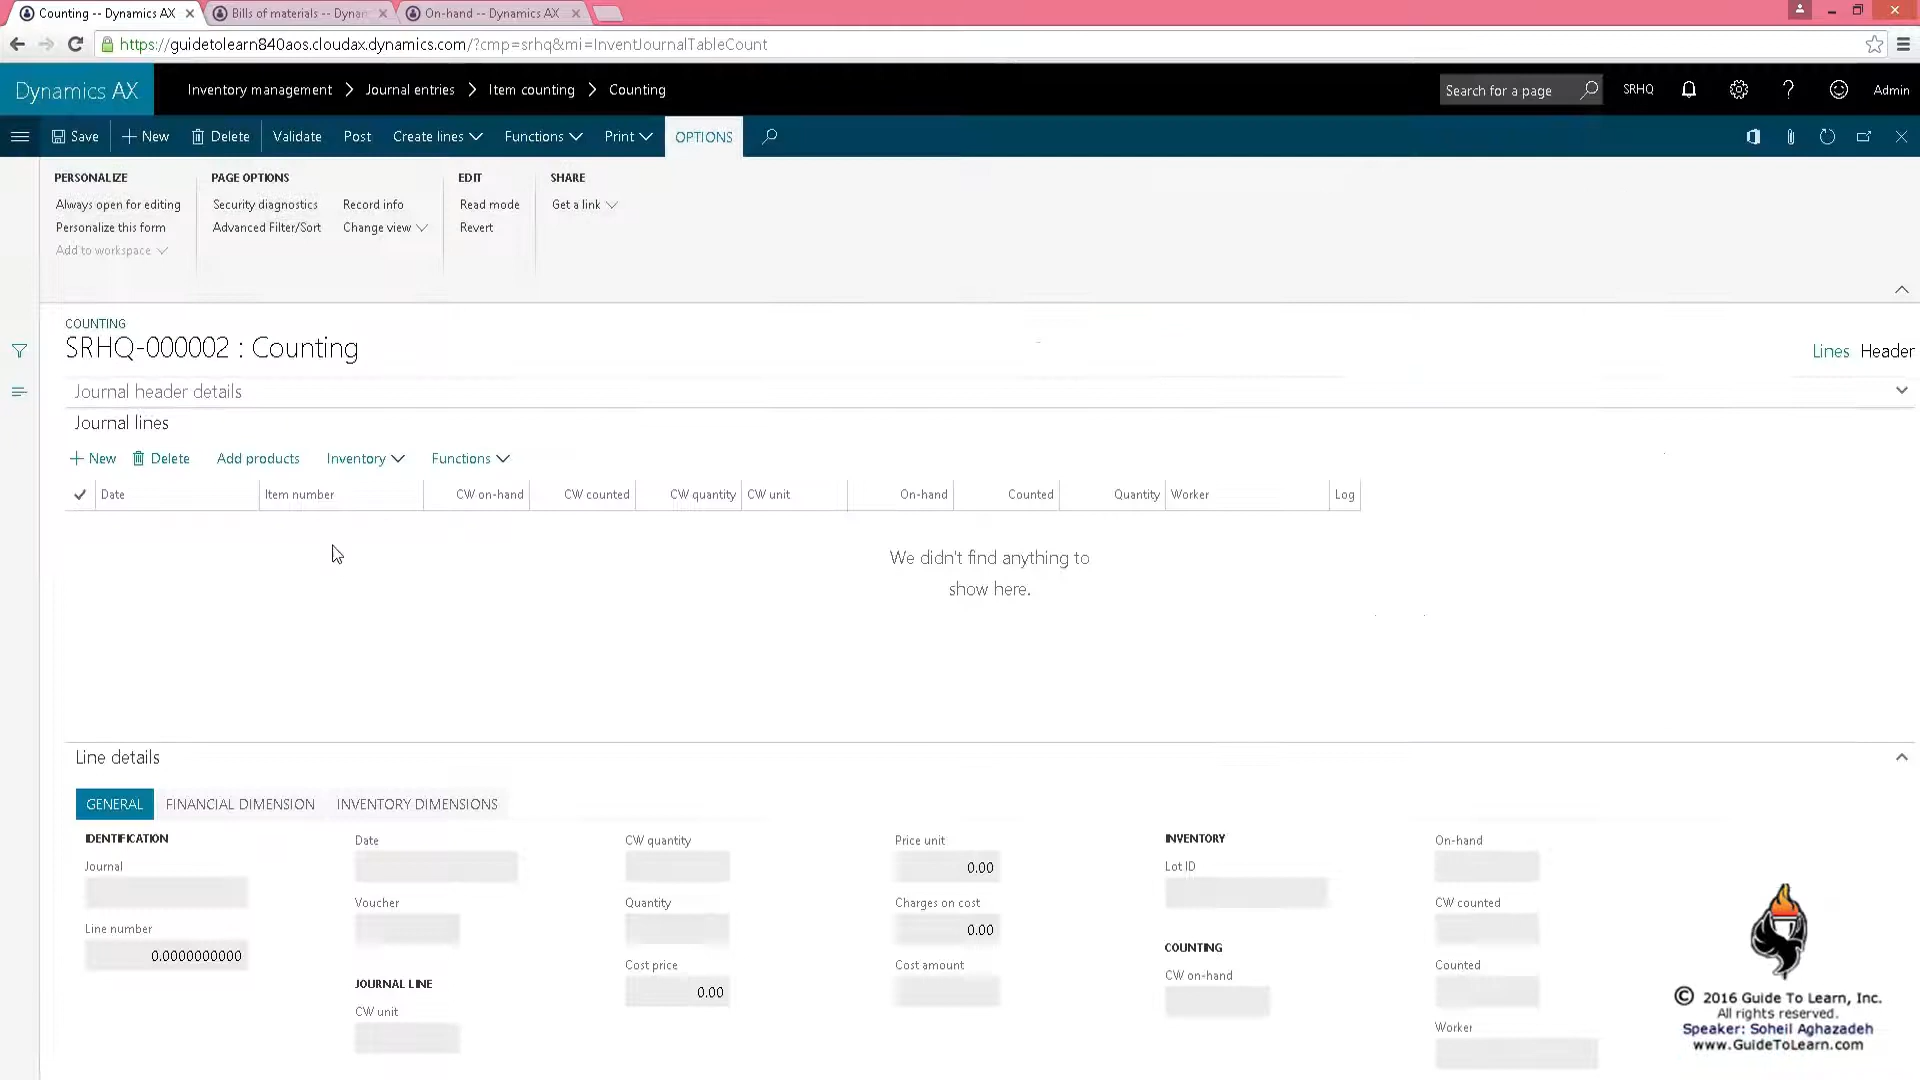 Counting -- Dynamics AX
Bills of materials -- Dynar
On-hand -- Dynamics AX
https://guidetolearn840aos.cloudax.dynamics.com/?cmp=srhq&mi=InventJournalTableCount
Dynamics AX
Inventory management > Journal entries > Item counting > Counting
Search for a page
SRHQ
?
Admin
Save
New
Delete
Validate
Post
Create lines
Functions
Print
OPTIONS
PERSONALIZE
Always open for editing
Personalize this form
Add to workspace
PAGE OPTIONS
Security diagnostics
Record info
Advanced Filter/Sort
Change view
EDIT
Read mode
Revert
SHARE
Get a link
COUNTING
SRHQ-000002 : Counting
Lines
Header
Journal header details
Journal lines
New
Delete
Add products
Inventory
Functions
Date
Item number
CW on-hand
CW counted
CW quantity
CW unit
On-hand
Counted
Quantity
Worker
Log
We didn't find anything to
show here.
Line details
GENERAL
FINANCIAL DIMENSION
INVENTORY DIMENSIONS
IDENTIFICATION
Journal
Line number
0.0000000000
Date
Voucher
JOURNAL LINE
CW unit
CW quantity
Quantity
Cost price
0.00
Price unit
0.00
Charges on cost
0.00
Cost amount
INVENTORY
Lot ID
COUNTING
CW on-hand
On-hand
CW counted
Counted
Worker
© 2016 Guide To Learn, Inc.
All rights reserved.
Speaker: Soheil Aghazadeh
www.GuideToLearn.com